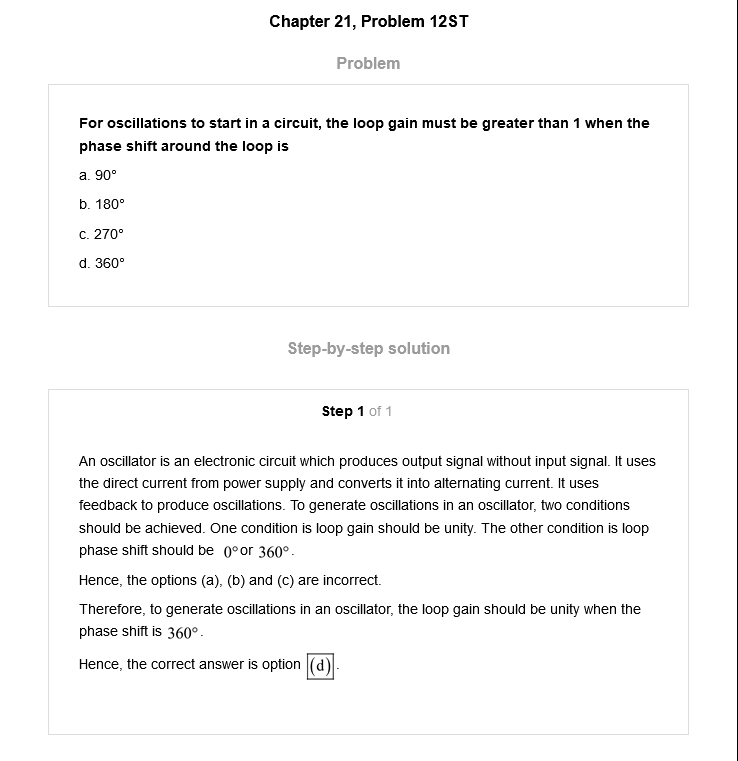 Chapter 21, Problem 12ST
Problem
For oscillations to start in a circuit, the loop gain must be greater than 1 when the
phase shift around the loop is
a. 90°
b. 180°
c. 270°
d. 360°
Step-by-step solution
Step 1 of 1
An oscillator is an electronic circuit which produces output signal without input signal. It uses
the direct current from power supply and converts it into alternating current. It uses
feedback to produce oscillations. To generate oscillations in an oscillator, two conditions
should be achieved. One condition is loop gain should be unity. The other condition is loop
phase shift should be 0° or 360°.
Hence, the options (a), (b) and (c) are incorrect.
Therefore, to generate oscillations in an oscillator, the loop gain should be unity when the
phase shift is 360°.
Hence, the correct answer is option (d).